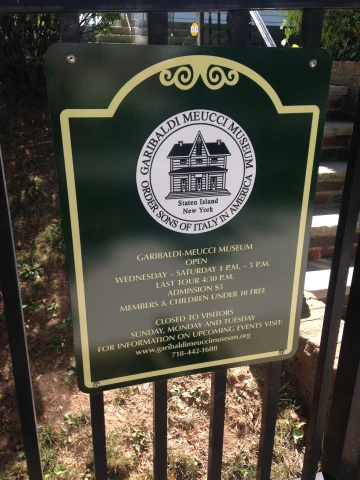 GARIBALDI MEUCCI MUSEUM
Staten Island
New York
ORDER SONS OF ITALY IN AMERICA
GARIBALDI-MEUCCI MUSEUM
OPEN
WEDNESDAY – SATURDAY 1 P.M. – 5 P.M.
LAST TOUR 4:30 P.M.
ADMISSION $5
MEMBERS & CHILDREN UNDER 10 FREE
CLOSED TO VISITORS
SUNDAY, MONDAY AND TUESDAY
FOR INFORMATION ON UPCOMING EVENTS VISIT:
www.garibaldimeuccimuseum.org
718-442-1608